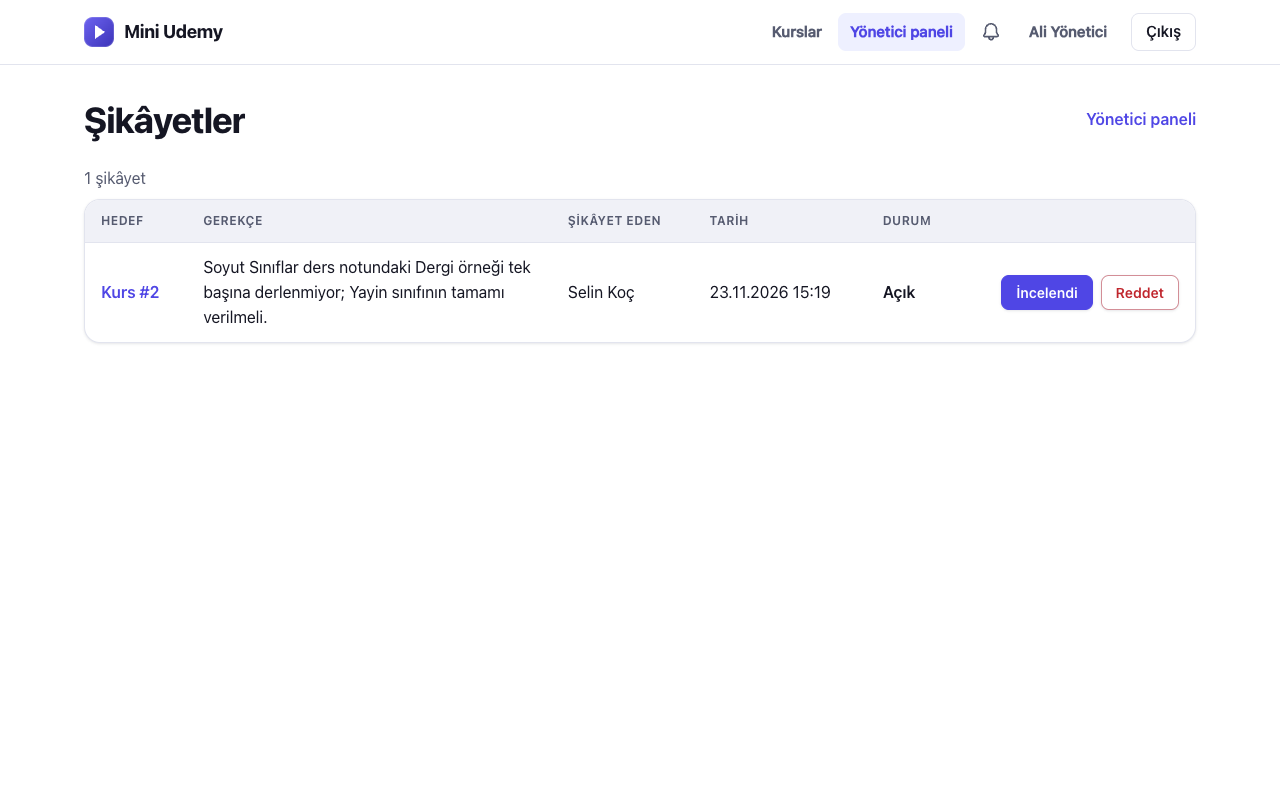 Mini Udemy
Kurslar
Yönetici paneli
Ali Yönetici
Çıkış
Şikâyetler
Yönetici paneli
1 şikâyet
HEDEF
GEREKÇE
ŞİKÂYET EDEN
TARİH
DURUM
Kurs #2
Soyut Sınıflar ders notundaki Dergi örneği tek
başına derlenmiyor; Yayin sınıfının tamamı
verilmeli.
Selin Koç
23.11.2026 15:19
Açık
İncelendi
Reddet